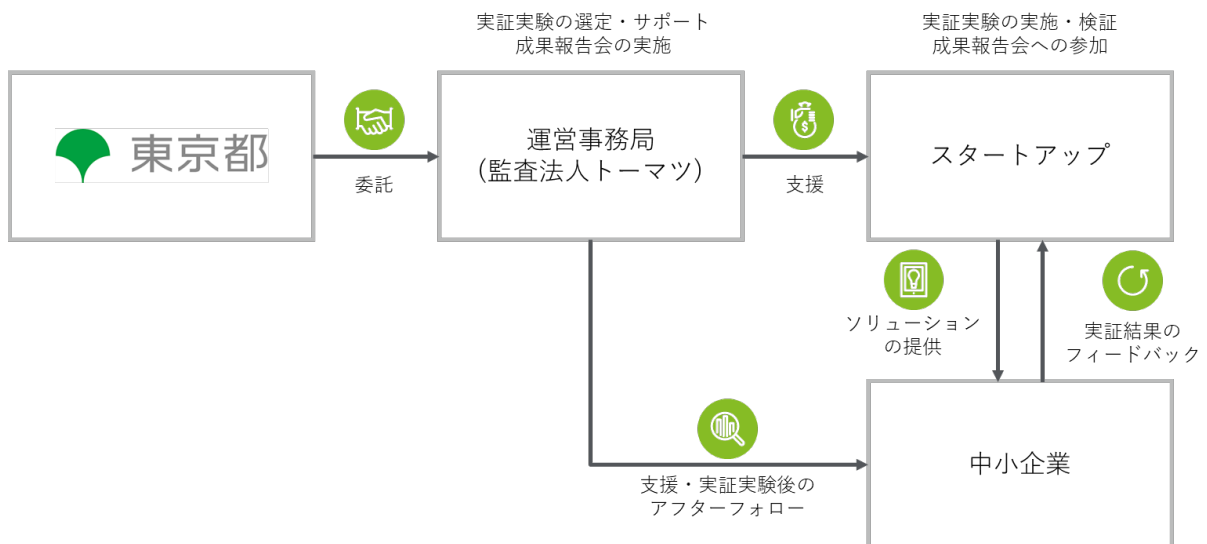 実証実験の選定・サポート
成果報告会の実施
実証実験の実施・検証
成果報告会への参加
東京都
委託
運営事務局
(監査法人トーマツ)
支援
スタートアップ
ソリューション
の提供
実証結果の
フィードバック
支援・実証実験後の
アフターフォロー
中小企業